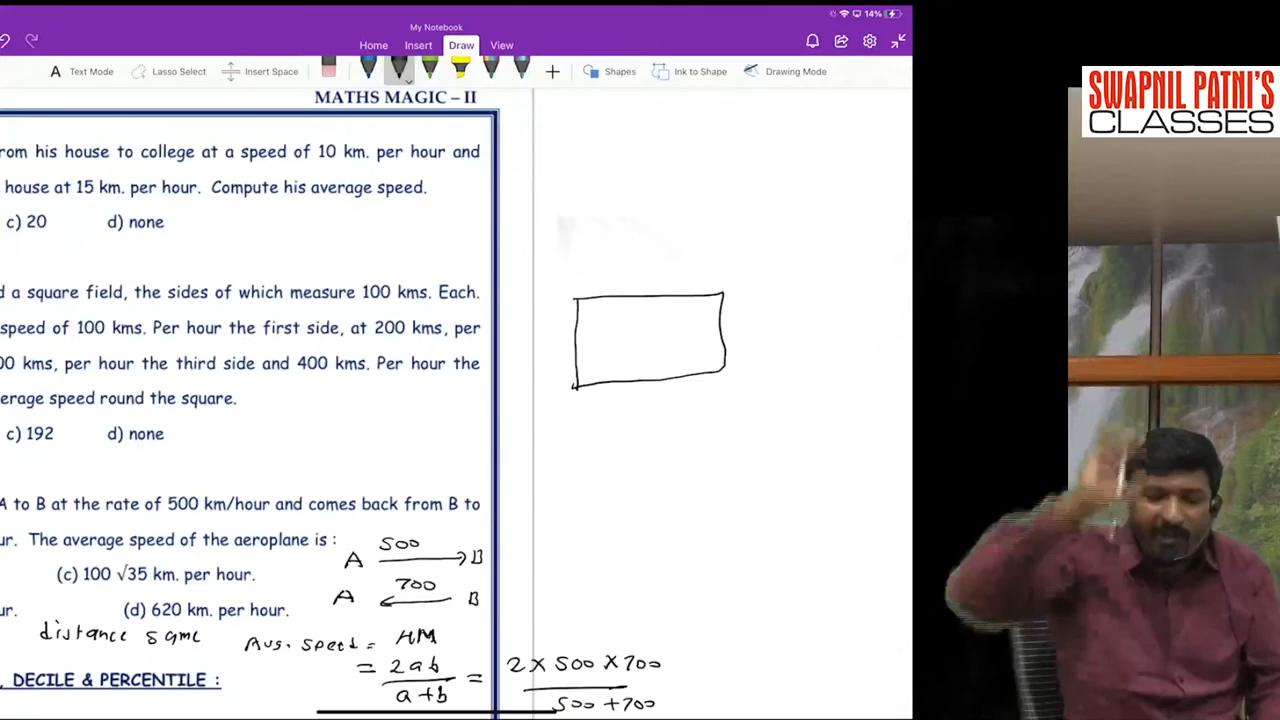 14%
My Notebook
Home Insert Draw View
Text Mode Lasso Select Insert Space Shapes Ink to Shape Drawing Mode
MATHS MAGIC – II
SWAPNIL PATNI'S
CLASSES
rom his house to college at a speed of 10 km. per hour and
house at 15 km. per hour. Compute his average speed.
c) 20 d) none
d a square field, the sides of which measure 100 kms. Each.
speed of 100 kms. Per hour the first side, at 200 kms, per
00 kms, per hour the third side and 400 kms. Per hour the
erage speed round the square.
c) 192 d) none
A to B at the rate of 500 km/hour and comes back from B to
ur. The average speed of the aeroplane is :
A 500 B
(c) 100 √35 km. per hour.
A 700 B
ur. (d) 620 km. per hour.
distance same Avg. speed = HM
= 2ab / a+b = 2 × 500 × 700 / 500 + 700
, DECILE & PERCENTILE :